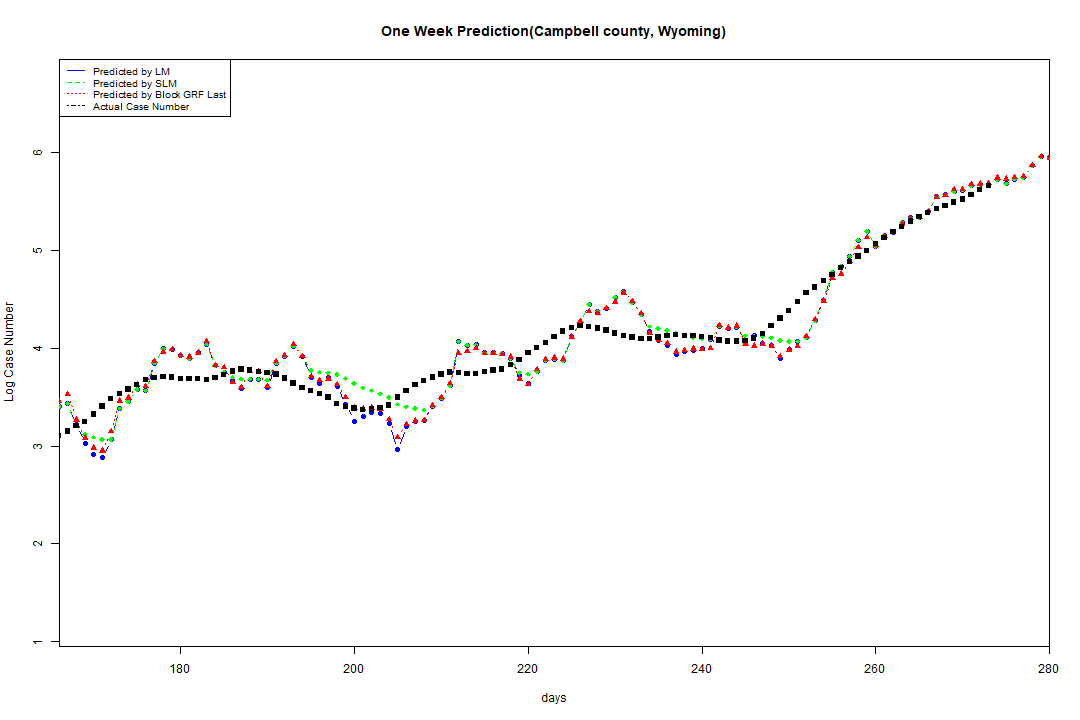 One Week Prediction(Campbell county, Wyoming)
Predicted by LM
Predicted by SLM
Predicted by Block GRF Last
Actual Case Number
Log Case Number
6
5
4
3
2
1
180 200 220 240 260 280
days